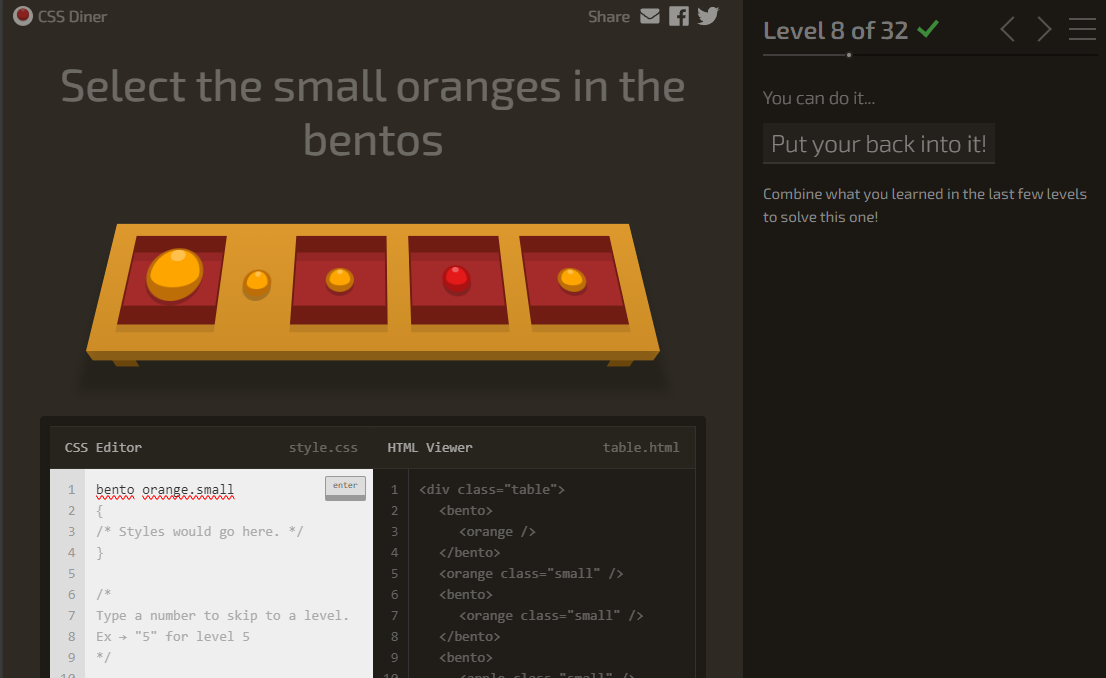 CSS Diner
Share
Select the small oranges in the
bentos
CSS Editor style.css
1 bento orange.small
enter
2 {
3 /* Styles would go here. */
4 }
5
6 /*
7 Type a number to skip to a level.
8 Ex → "5" for level 5
9 */
10
HTML Viewer table.html
1 <div class="table">
2 <bento>
3 <orange />
4 </bento>
5 <orange class="small" />
6 <bento>
7 <orange class="small" />
8 </bento>
9 <bento>
10 <apple class="small" />
Level 8 of 32
You can do it...
Put your back into it!
Combine what you learned in the last few levels
to solve this one!